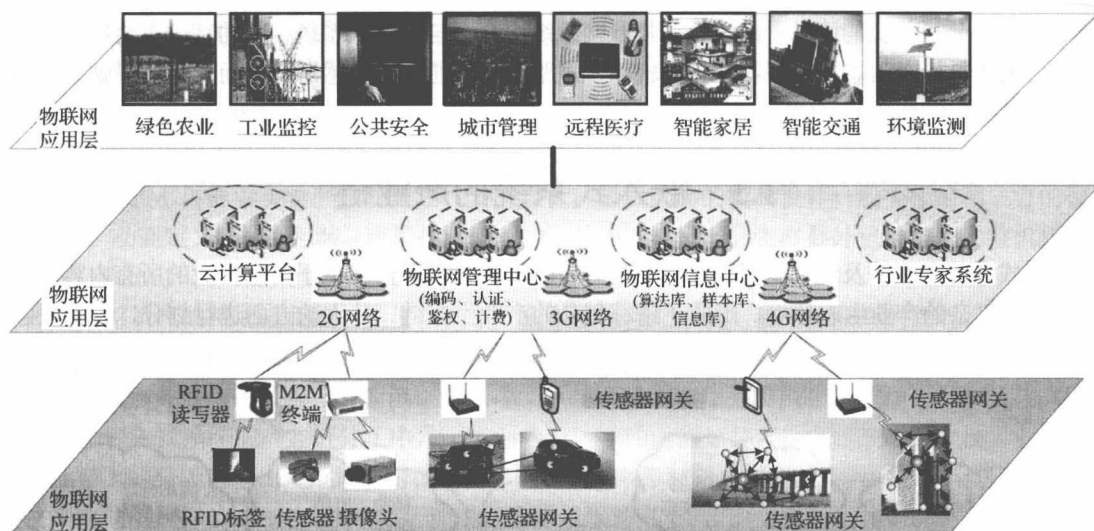 物联网
应用层
绿色农业
工业监控
公共安全
城市管理
远程医疗
智能家居
智能交通
环境监测
云计算平台
物联网管理中心
(编码、认证、
鉴权、计费)
物联网信息中心
(算法库、样本库、
信息库)
行业专家系统
物联网
应用层
2G网络
3G网络
4G网络
RFID
读写器
M2M
终端
传感器网关
传感器网关
物联网
应用层
RFID标签
传感器
摄像头
传感器网关
传感器网关